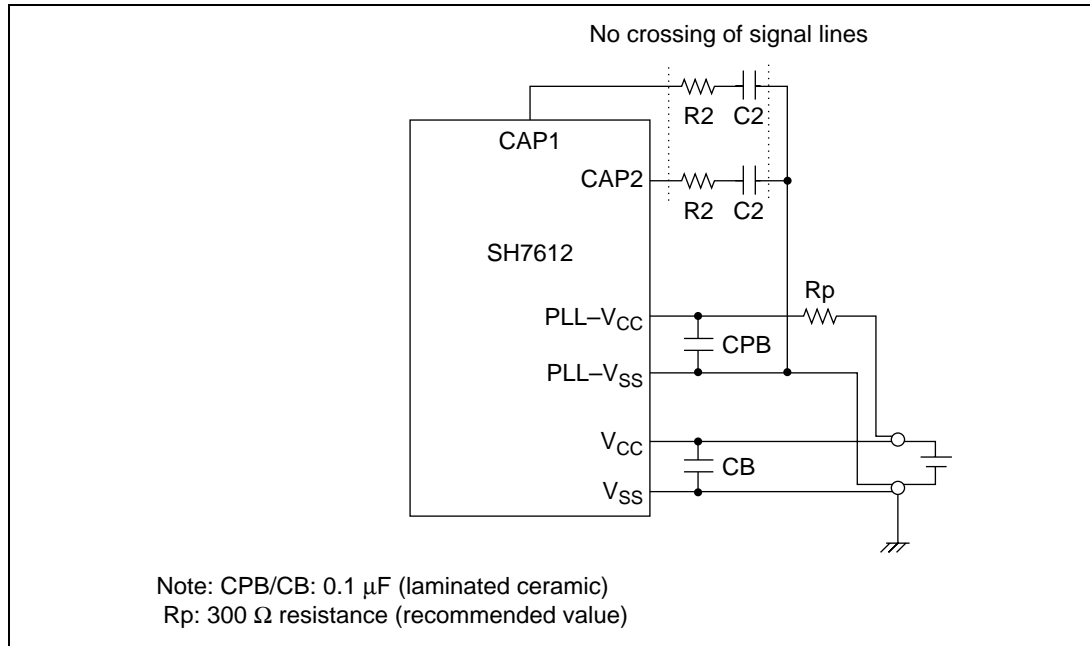 No crossing of signal lines
R2 C2
CAP1
CAP2
R2 C2
SH7612
Rp
PLL–VCC
CPB
PLL–VSS
VCC
CB
VSS
Note: CPB/CB: 0.1 μF (laminated ceramic)
Rp: 300 Ω resistance (recommended value)